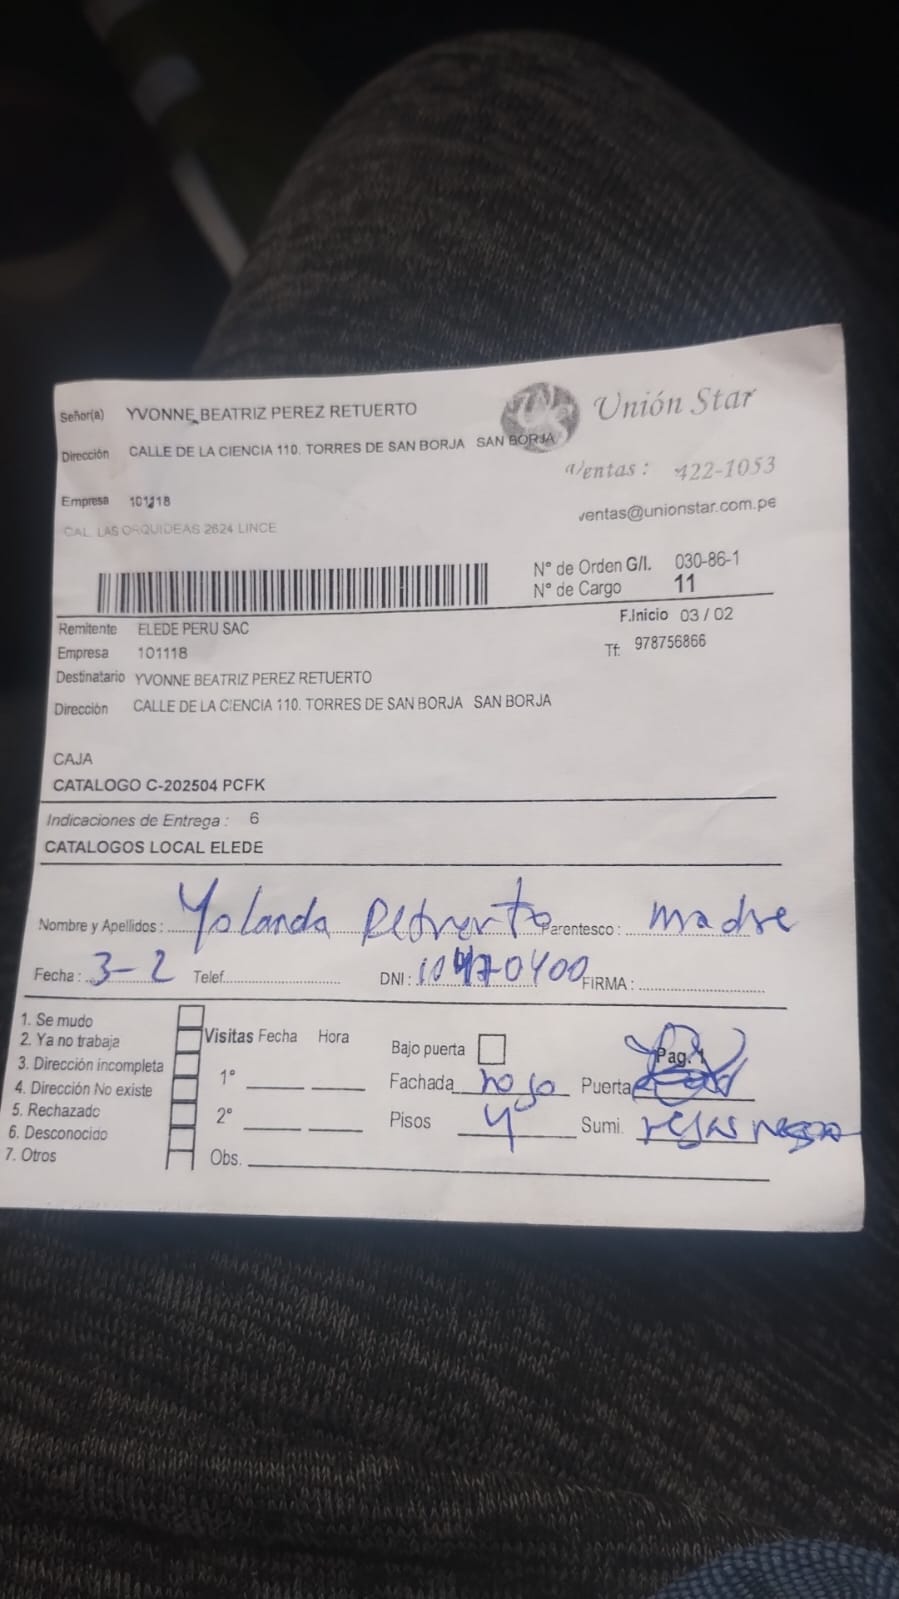 Señor(a) YVONNE BEATRIZ PEREZ RETUERTO
Unión Star
Dirección CALLE DE LA CIENCIA 110. TORRES DE SAN BORJA SAN BORJA
Ventas : 422-1053
Empresa 101118
ventas@unionstar.com.pe
CAL. LAS ORQUIDEAS 2624 LINCE
N° de Orden G/I. 030-86-1
N° de Cargo 11
F.Inicio 03 / 02
Remitente ELEDE PERU SAC
Tf: 978756866
Empresa 101118
Destinatario YVONNE BEATRIZ PEREZ RETUERTO
Dirección CALLE DE LA CIENCIA 110. TORRES DE SAN BORJA SAN BORJA
CAJA
CATALOGO C-202504 PCFK
Indicaciones de Entrega : 6
CATALOGOS LOCAL ELEDE
Nombre y Apellidos : Yolanda Retuerto Parentesco : madre
Fecha : 3-2 Telef. DNI : 10470400 FIRMA :
1. Se mudo
2. Ya no trabaja
3. Dirección incompleta
4. Dirección No existe
5. Rechazado
6. Desconocido
7. Otros
Visitas Fecha Hora
1°
2°
Obs.
Bajo puerta Pag. 1
Fachada Puerta
Pisos 4 Sumi. rejas negra